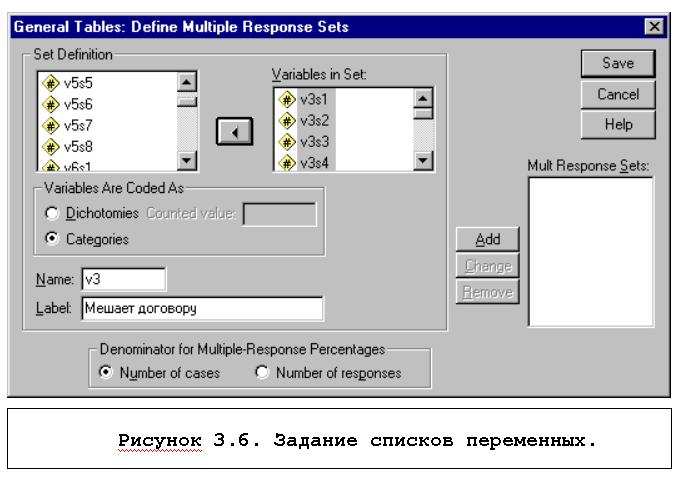 General Tables: Define Multiple Response Sets
Set Definition
v5s5
v5s6
v5s7
v5s8
v6s1
Variables in Set:
v3s1
v3s2
v3s3
v3s4
Save
Cancel
Help
Variables Are Coded As
Dichotomies Counted value:
Categories
Name: v3
Label: Мешает договору
Mult Response Sets:
Add
Change
Remove
Denominator for Multiple-Response Percentages
Number of cases Number of responses
Рисунок 3.6. Задание списков переменных.